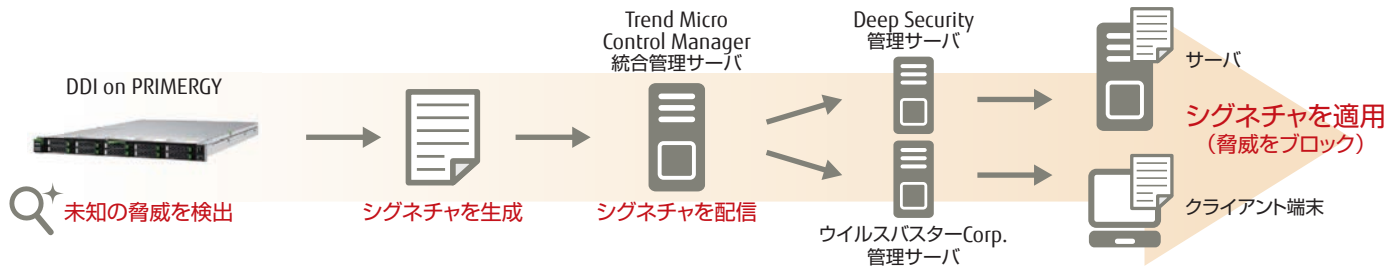 DDI on PRIMERGY
未知の脅威を検出
シグネチャを生成
Trend Micro
Control Manager
統合管理サーバ
シグネチャを配信
Deep Security
管理サーバ
ウイルスバスターCorp.
管理サーバ
サーバ
シグネチャを適用
（脅威をブロック）
クライアント端末